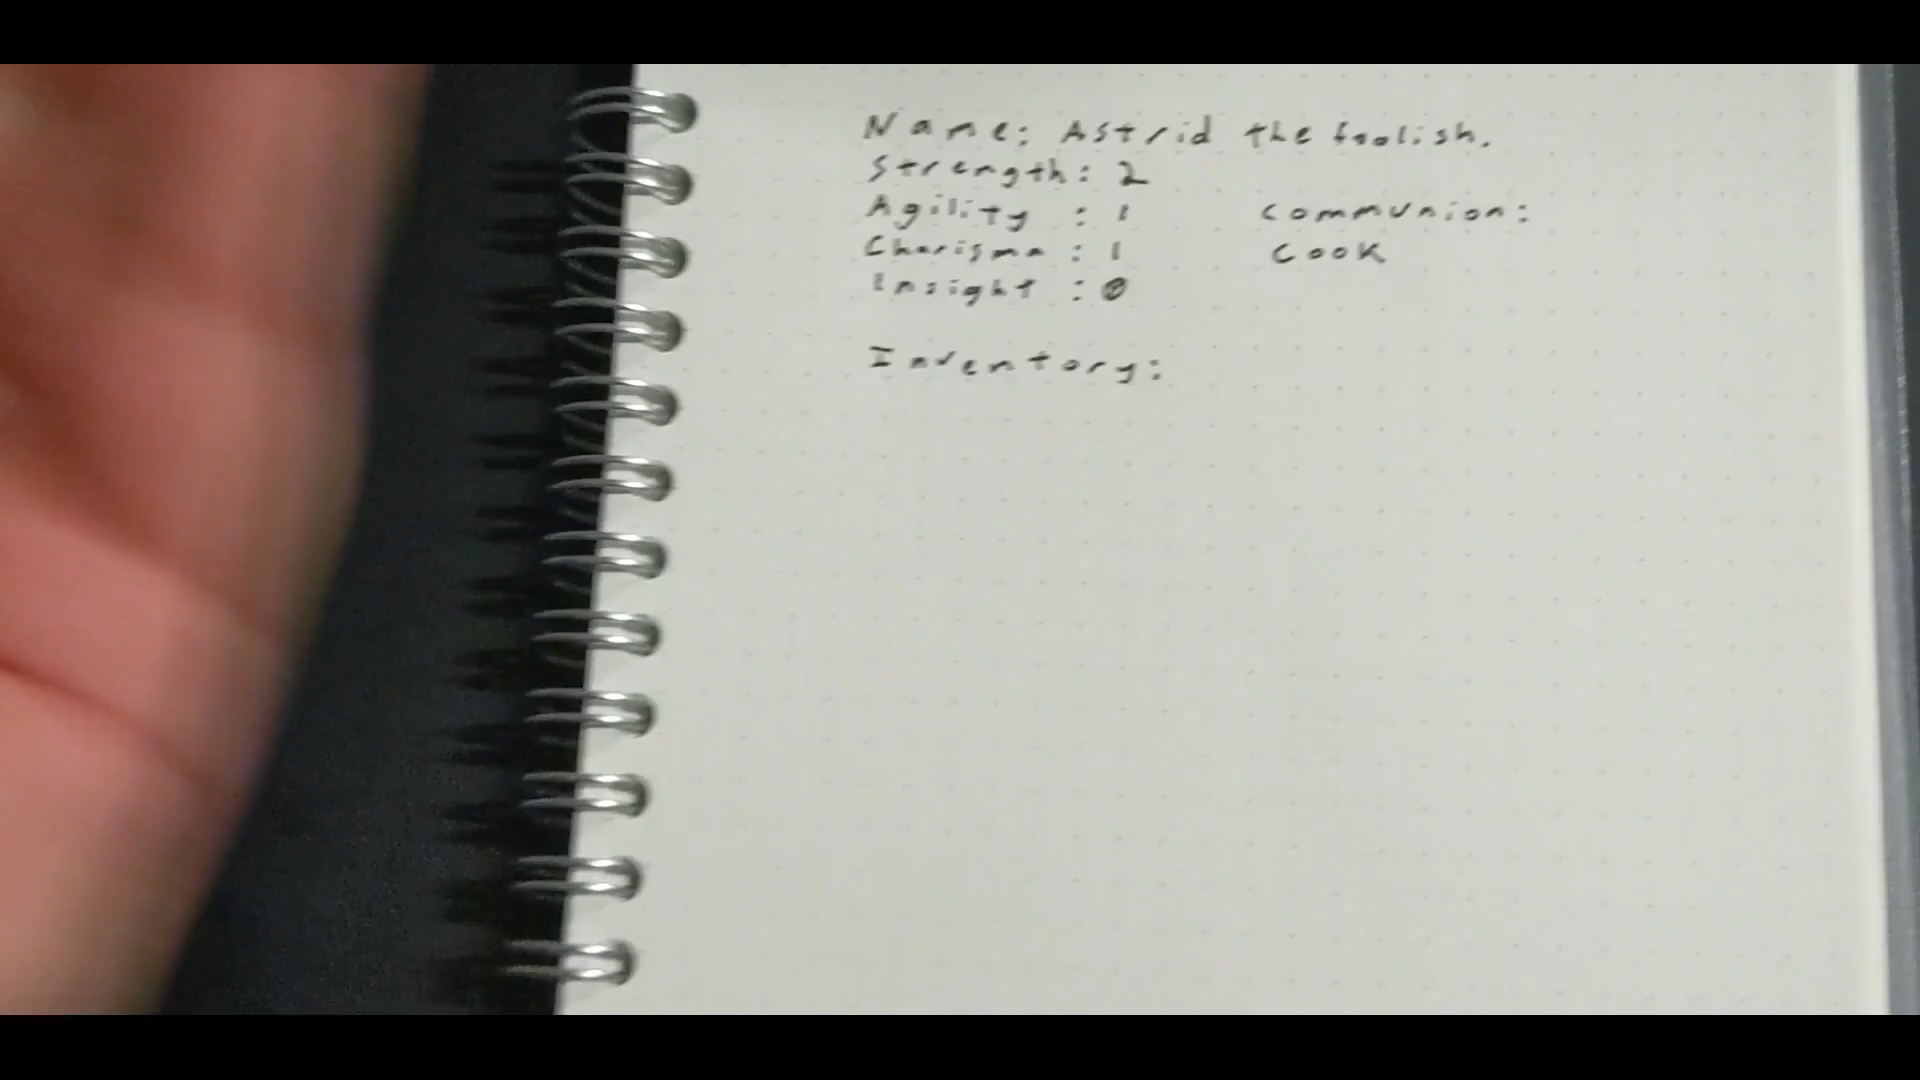 Name: Astrid the foolish.
Strength: 2
Agility : 1
Charisma : 1
Insight : 0
Communion:
Cook
Inventory: